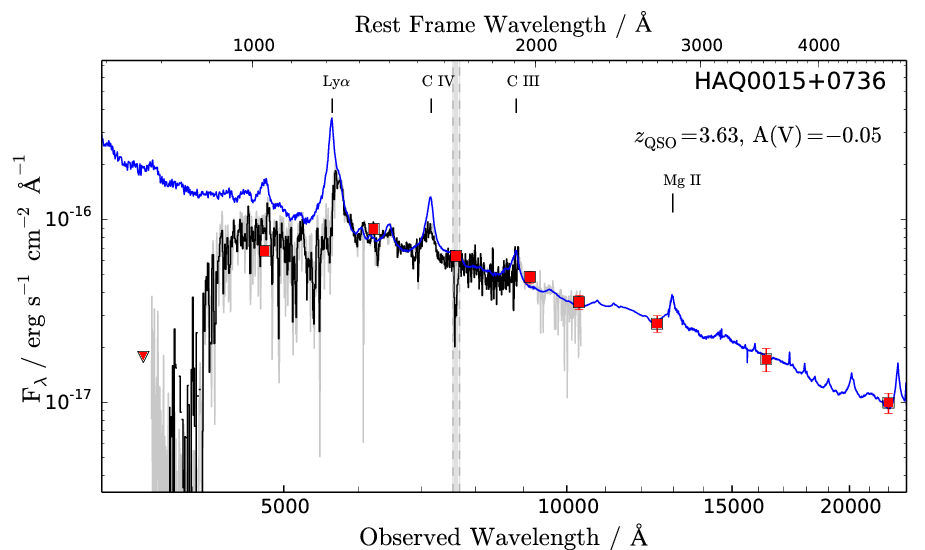 Rest Frame Wavelength / Å
1000 2000 3000 4000
Lyα C IV C III
HAQ0015+0736
z_QSO=3.63, A(V)=−0.05
Mg II
F_λ / erg s⁻¹ cm⁻² Å⁻¹
10⁻¹⁶
10⁻¹⁷
5000 10000 15000 20000
Observed Wavelength / Å